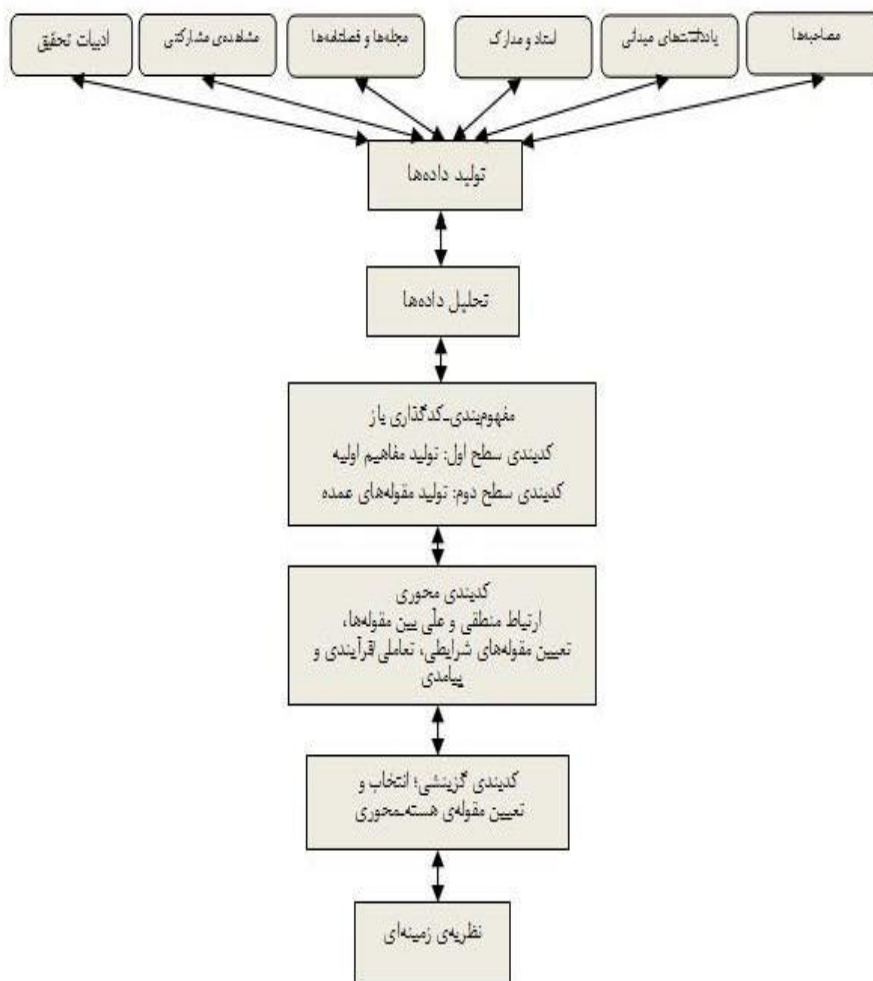 مصاحبه‌ها
یادداشت‌های میدانی
اسناد و مدارک
مجله‌ها و فصلنامه‌ها
مشاهده‌ی مشارکتی
ادبیات تحقیق
تولید داده‌ها
تحلیل داده‌ها
مفهوم‌بندی-کدگذاری باز
کدبندی سطح اول: تولید مفاهیم اولیه
کدبندی سطح دوم: تولید مقوله‌های عمده
کدبندی محوری
ارتباط منطقی و علّی بین مقوله‌ها،
تعیین مقوله‌های شرایطی، تعاملی/فرآیندی و
پیامدی
کدبندی گزینشی؛ انتخاب و
تعیین مقوله‌ی هسته-محوری
نظریه‌ی زمینه‌ای